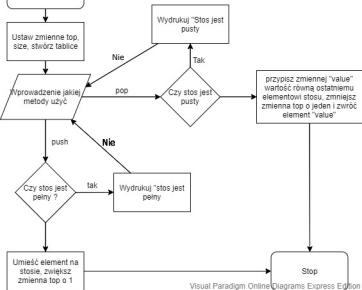 Wydrukuj "Stos jest
pusty
Ustaw zmienne top,
size, stwórz tablice
Nie
Tak
Wprowadzenie jakiej
metody użyć
pop
Czy stos jest
pusty
przypisz zmiennej "value"
wartość równą ostatniemu
elementowi stosu, zmniejsz
zmienna top o jeden i zwróć
element "value"
push
Nie
Czy stos jest
pełny ?
tak
Wydrukuj "stos jest
pełny
Umieść element na
stosie, zwiększ
zmienna top o 1
Stop
Visual Paradigm Online Diagrams Express Edition